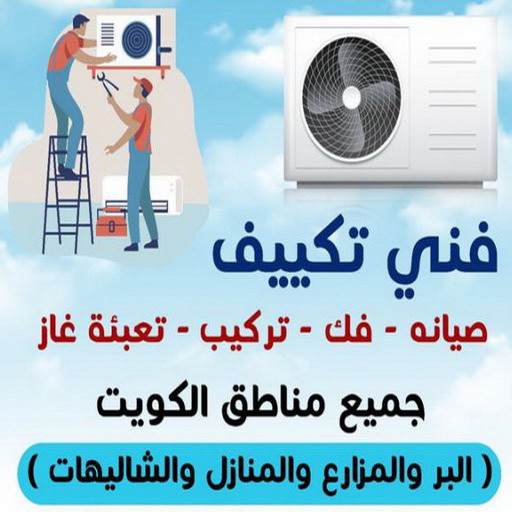 فني تكييف
صيانه - فك - تركيب - تعبئة غاز
جميع مناطق الكويت
( البر والمزارع والمنازل والشاليهات )